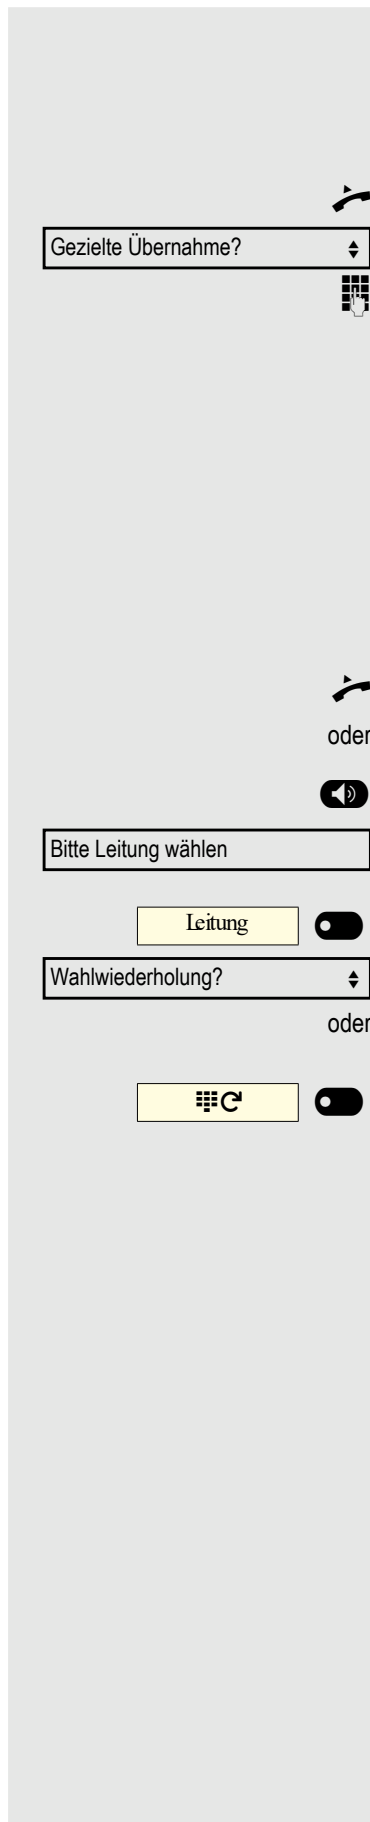 Gezielte Übernahme?
oder
Bitte Leitung wählen
Leitung
Wahlwiederholung?
oder